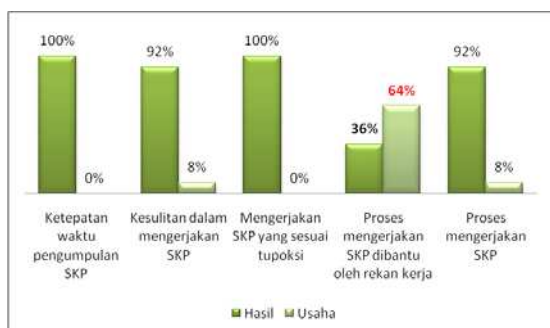 100%
92%
100%
92%
64%
36%
0%
8%
0%
8%
Ketepatan waktu pengumpulan SKP
Kesulitan dalam mengerjakan SKP
Mengerjakan SKP yang sesuai tupoksi
Proses mengerjakan SKP dibantu oleh rekan kerja
Proses mengerjakan SKP
Hasil Usaha